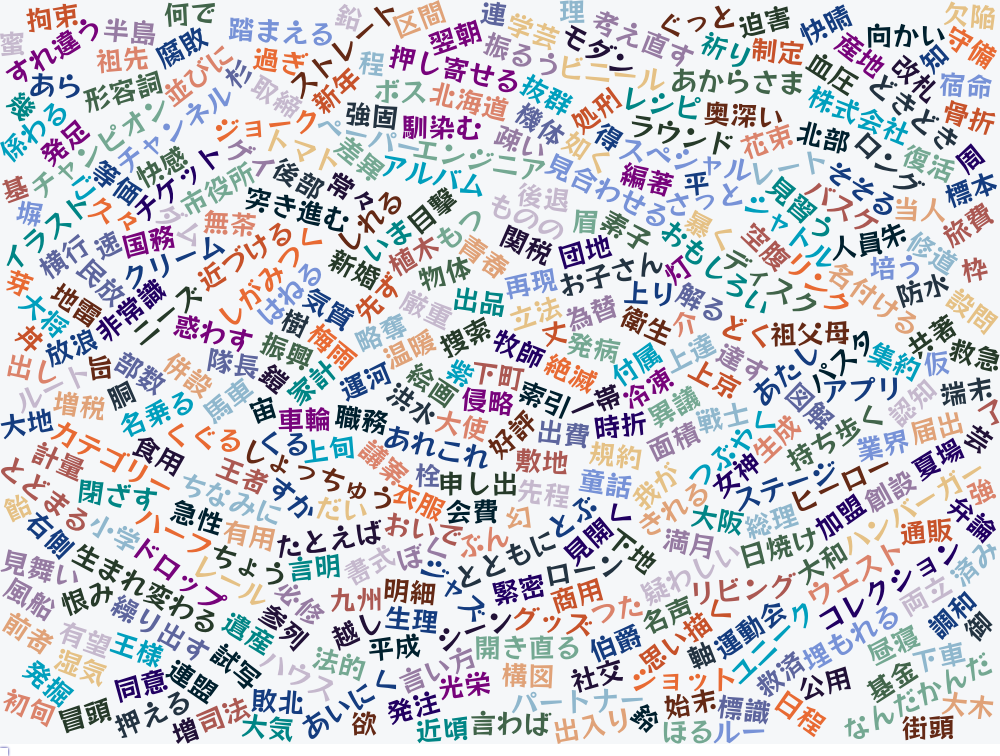 拘束
何で
鉛
ストレート
区間
連
学芸
理
考え直す
ぐっと
迫害
快晴
向かい
欠陥
守備
蜜
すれ違う
半島
踏まえる
翌朝
振るう
モダン
祈り
制定
産地
知
祖先
腐敗
過ぎ
程
押し寄せる
ビニール
あからさま
血圧
改札
宿命
あら
形容詞
並びに
杉
取締
新年
ボス
北海道
抜群
処刑
レシピ
奥深い
株式会社
どきどき
骨折
幾
係わる
発足
チャンピオン
チャンネル
ジョーク
強固
馴染む
機体
得
ラウンド
花束
北部
ロング
復活
周
ペーパー
疎い
スペシャル
トマト
差異
エンジニア
如く
レート
基
等価
快感
チケット
ゲイ
アルバム
見合わせる
編著
平
そそる
標本
塀
イラスト
市役所
後部
常々
後退
ものの
さっと
見習う
バスケ
当人
旅費
無茶
突き進む
しれる
目撃
眉
素子
暴く
ジャトル
人員
修道
枠
横行
速
国務
いま
もっ
関税
団地
おもしろい
空腹
民放
クリーム
近づける
植木
青春
お子さん
灯
ディスク
リンク
名付ける
培う
防水
芽
大将
地雷
非常識
しがみつく
はねる
新婚
物体
再現
上り
解る
設問
気質
先ず
厳重
出品
立法
為替
衛生
介
どく
祖父母
共著
救急
丼
放浪
ニーズ
惑わす
樹
梅雨
略奪
捜索
丈
発病
出し
部数
併設
隊長
振興
温暖
牧師
絶滅
付属
上達
達す
あたし
パスタ
集約
仮
ルート
胴
馬車
鎧
家計
運河
絵画
紫
下町
索引
一帯
冷凍
上京
図鑑
アプリ
認知
端末
大地
増税
名乗る
宙
車輪
職務
洪水
侵略
好評
出費
時折
異議
戦士
つぶやく
持ち歩く
届出
了
カテゴリー
くぐる
くる
上旬
あれこれ
大使
敷地
規約
面積
生成
業界
芸
計量
食用
王者
しょっちゅう
議案
栓
申し出
童話
我が
女神
ステージ
ヒーロー
夏場
とどまる
閉ざす
ちなみに
すか
だい
衣服
会費
先程
幻
される
創設
ガー
強
飴
右側
小学
急性
有用
たとえば
おいで
ぶん
とぶ
見開く
大阪
総理
加盟
弁論
ハーフ
ちょう
言明
書式
ぼく
とともに
下地
満月
日焼け
ハンバー
通販
見舞い
ドロップ
レール
ジャズ
緊密
ローン
疑わしい
大和
ウエスト
コレクション
済み
風船
恨み
生まれ変わる
必修
九州
明細
商用
リビング
両立
前者
有望
繰り出す
遺産
参列
越し
生理
シーン
グッズ
つた
名声
思い描く
運動会
ユニーク
埋もれる
調和
御
湿気
王様
試写
法的
平成
開き直る
伯爵
軸
昼寝
下車
発掘
同意
連盟
ハウス
言い方
構図
社交
ショット
救済
公用
基金
なんだかんだ
初旬
冒頭
押える
敗北
あいにく
光栄
パートナー
始末
標識
日程
大木
増
司法
大気
欲
発注
近頃
言わば
出入り
ほる
ルー
街頭